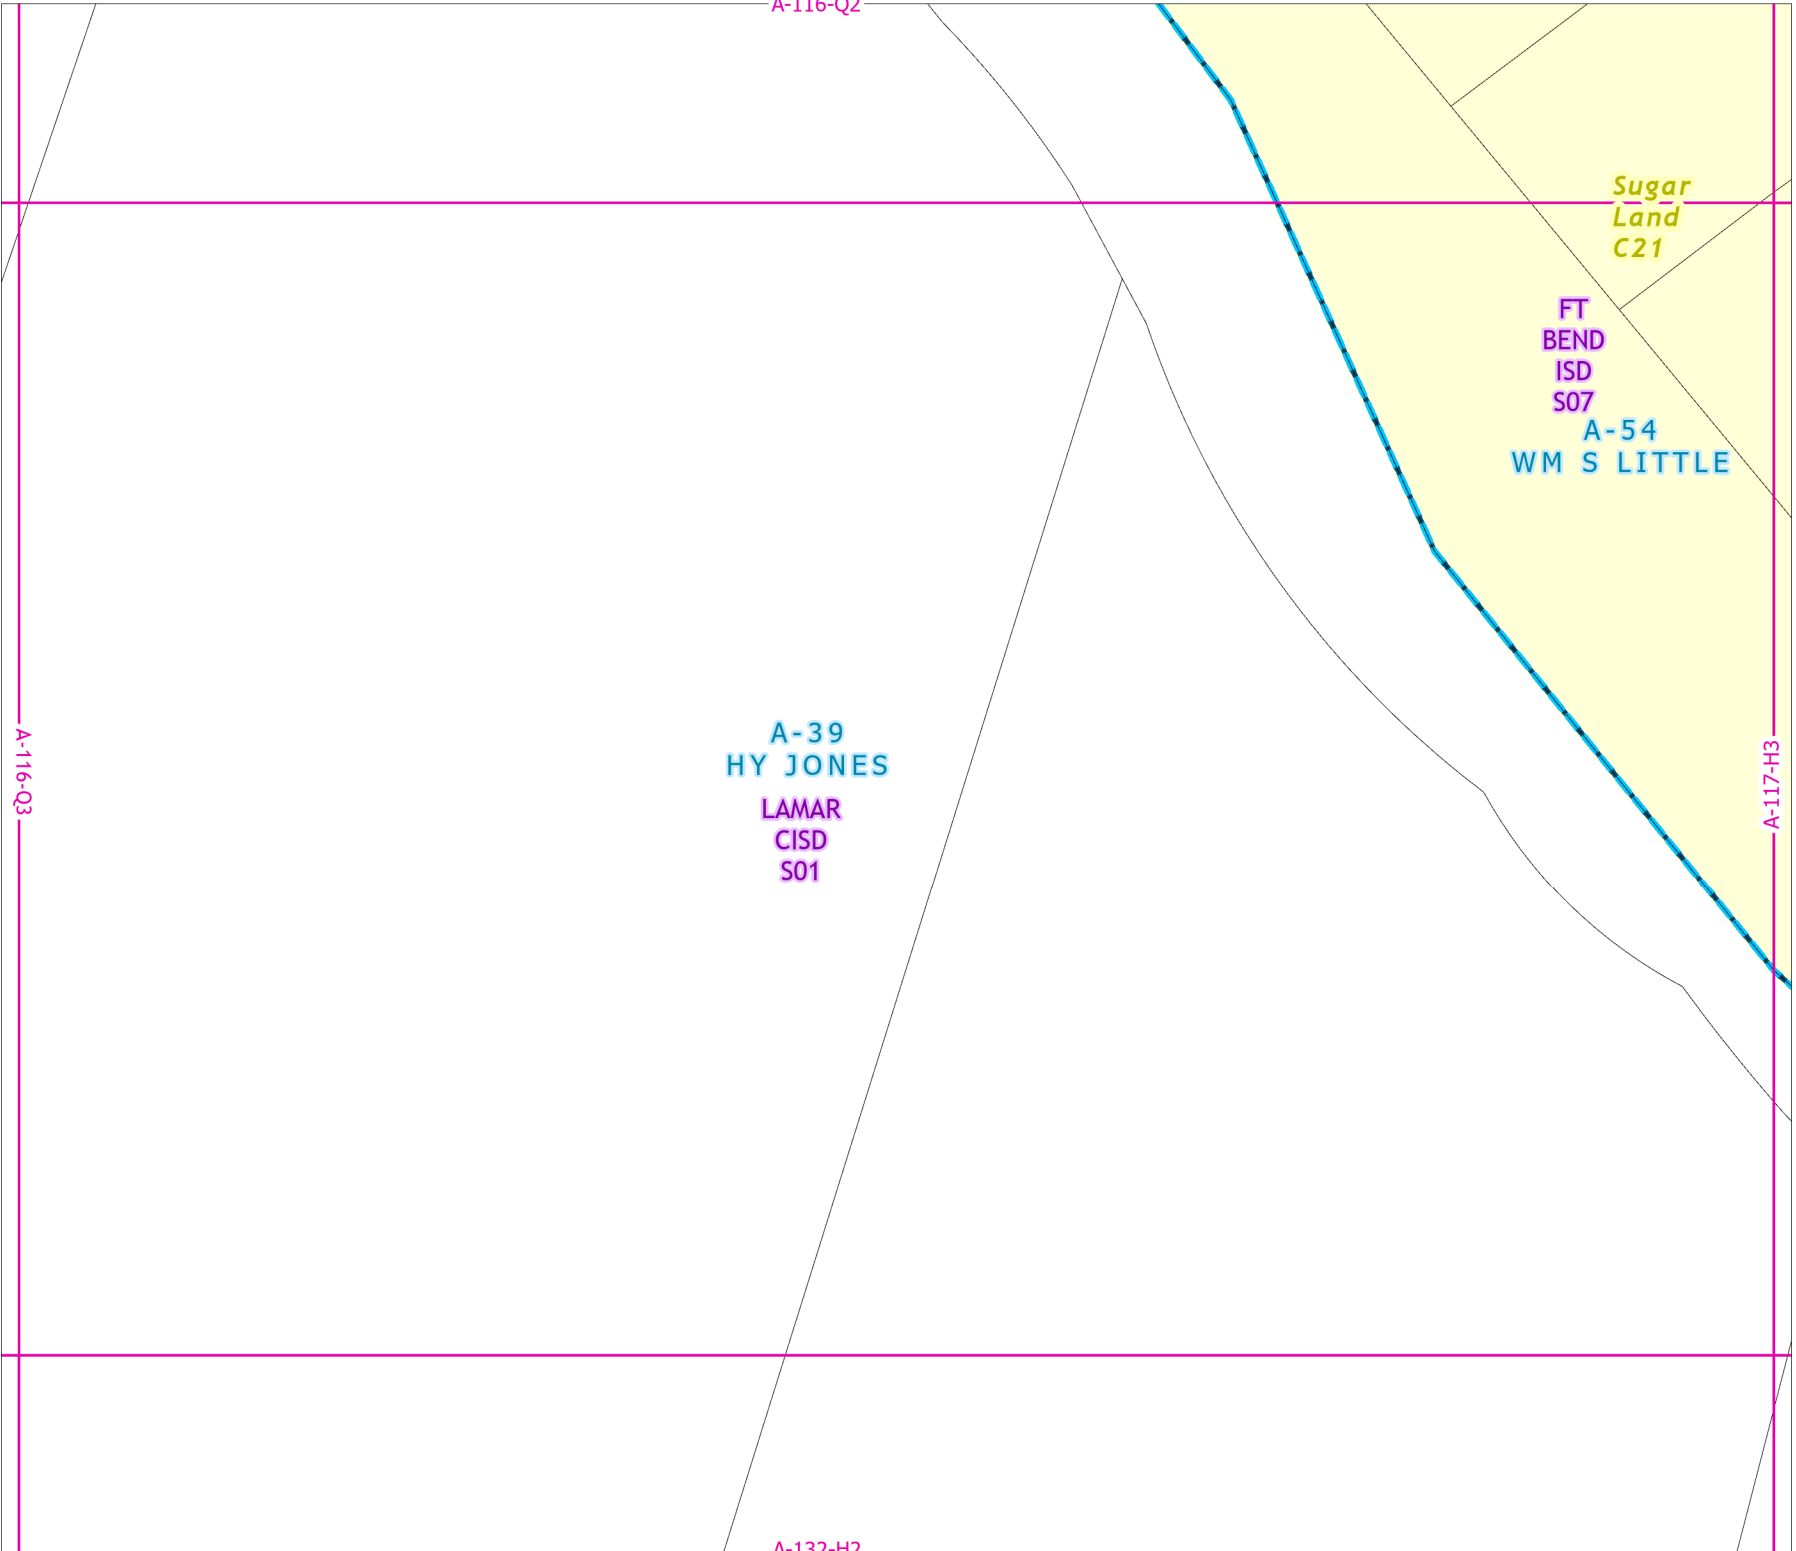 A-116-Q2
Sugar
Land
C21
FT
BEND
ISD
S07
A-54
WM S LITTLE
A-116-Q3
A-39
HY JONES
LAMAR
CISD
S01
A-117-H3
A-132-H2